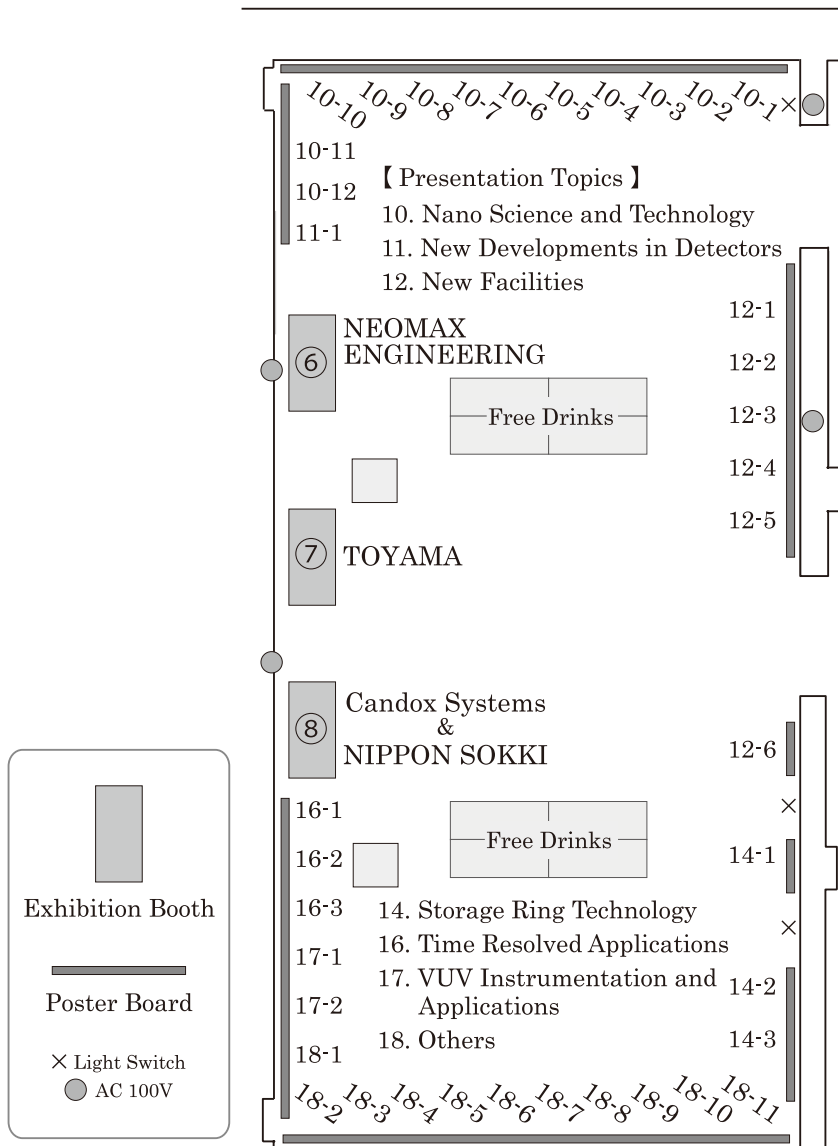 10-10 10-9 10-8 10-7 10-6 10-5 10-4 10-3 10-2 10-1
10-11
10-12
11-1
【 Presentation Topics 】
10. Nano Science and Technology
11. New Developments in Detectors
12. New Facilities
12-1
12-2
12-3
12-4
12-5
⑥
NEOMAX
ENGINEERING
Free Drinks
⑦
TOYAMA
⑧
Candox Systems
&
NIPPON SOKKI
12-6
16-1
16-2
16-3
17-1
17-2
18-1
Free Drinks
14-1
14. Storage Ring Technology
16. Time Resolved Applications
17. VUV Instrumentation and
Applications
18. Others
14-2
14-3
18-2 18-3 18-4 18-5 18-6 18-7 18-8 18-9 18-10 18-11
Exhibition Booth
Poster Board
× Light Switch
AC 100V